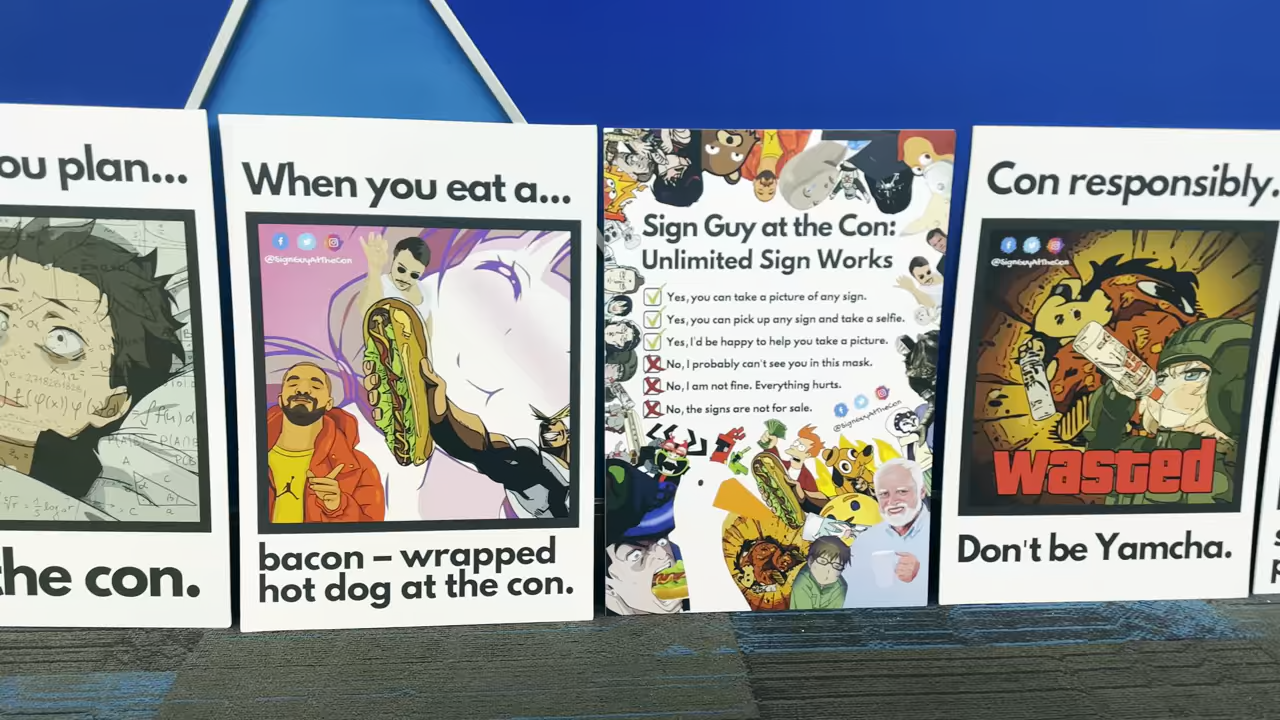 ou plan...
the con.
When you eat a...
@SignGuyAtTheCon
bacon – wrapped
hot dog at the con.
Sign Guy at the Con:
Unlimited Sign Works
Yes, you can take a picture of any sign.
Yes, you can pick up any sign and take a selfie.
Yes, I'd be happy to help you take a picture.
No, I probably can't see you in this mask.
No, I am not fine. Everything hurts.
No, the signs are not for sale.
@SignGuyAtTheCon
Con responsibly.
@SignGuyAtTheCon
wasted
Don't be Yamcha.